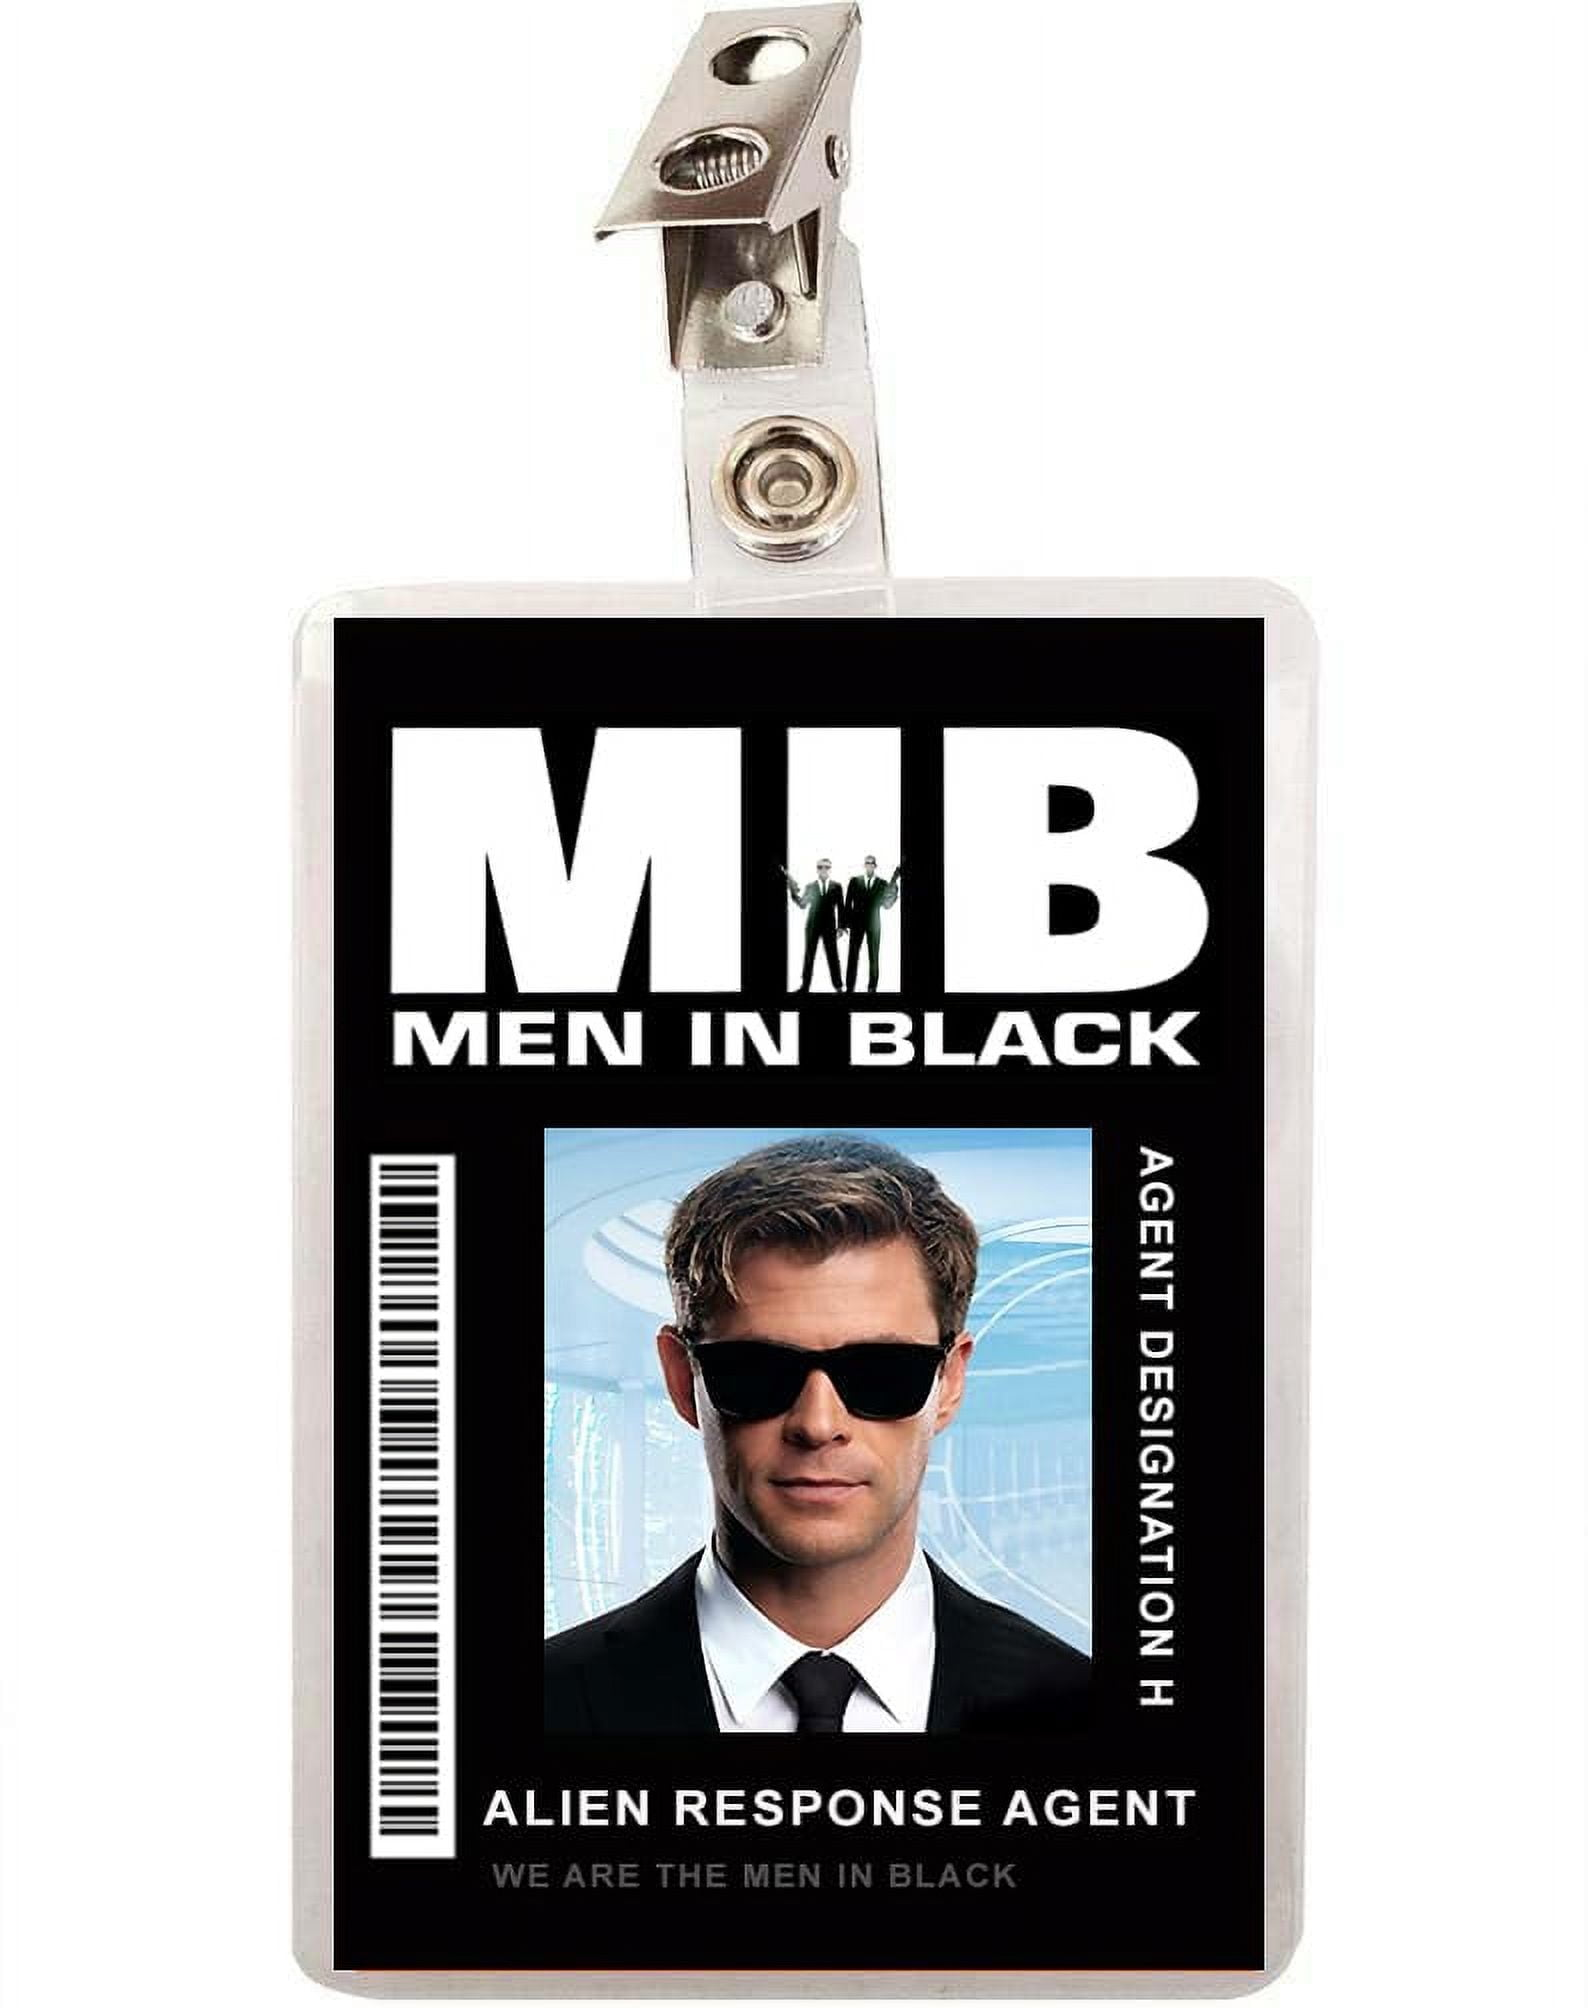 MIB
MEN IN BLACK
AGENT DESIGNATION H
ALIEN RESPONSE AGENT
WE ARE THE MEN IN BLACK